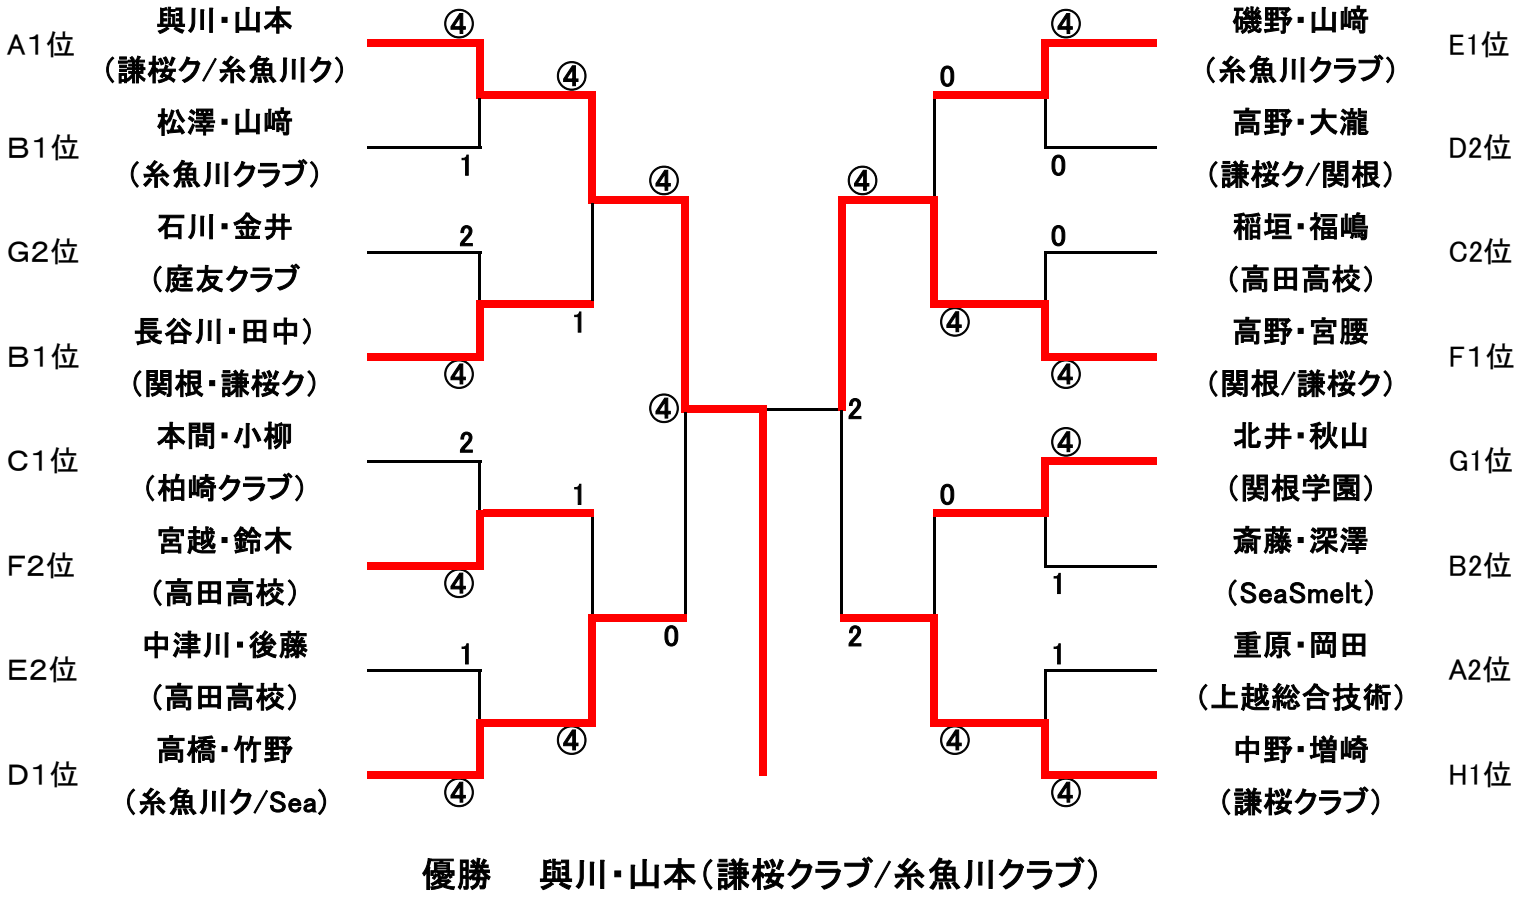 A1位
與川・山本
(謙桜ク/糸魚川ク)
B1位
松澤・山﨑
(糸魚川クラブ)
G2位
石川・金井
(庭友クラブ
B1位
長谷川・田中)
(関根・謙桜ク)
C1位
本間・小柳
(柏崎クラブ)
F2位
宮越・鈴木
(高田高校)
E2位
中津川・後藤
(高田高校)
D1位
高橋・竹野
(糸魚川ク/Sea)
④
1
2
④
2
④
1
④
④
1
1
④
④
0
④
2
④
2
0
④
0
④
④
0
0
④
④
1
1
④
磯野・山﨑
(糸魚川クラブ)
E1位
高野・大瀧
(謙桜ク/関根)
D2位
稲垣・福嶋
(高田高校)
C2位
高野・宮腰
(関根/謙桜ク)
F1位
北井・秋山
(関根学園)
G1位
斎藤・深澤
(SeaSmelt)
B2位
重原・岡田
(上越総合技術)
A2位
中野・増崎
(謙桜クラブ)
H1位
優勝 與川・山本(謙桜クラブ/糸魚川クラブ)